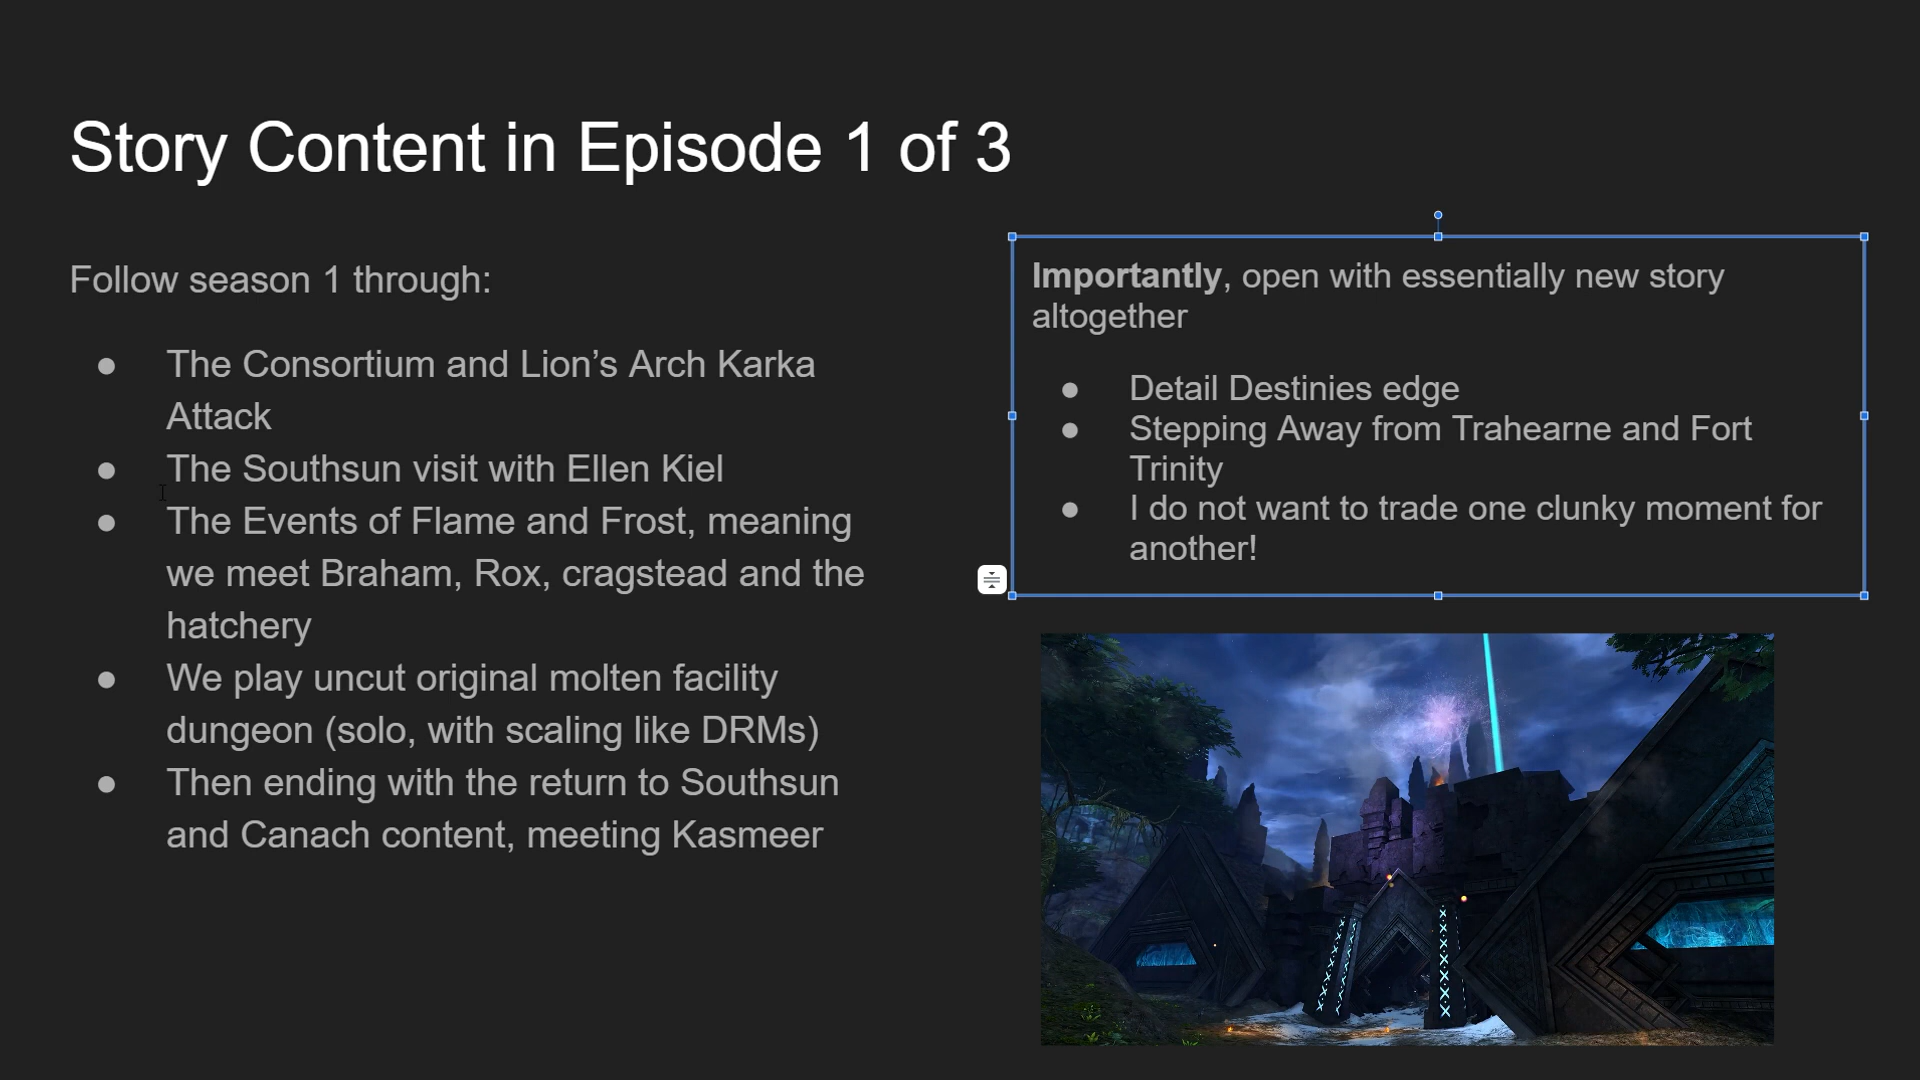 Story Content in Episode 1 of 3
Follow season 1 through:
● The Consortium and Lion’s Arch Karka
Attack
● The Southsun visit with Ellen Kiel
● The Events of Flame and Frost, meaning
we meet Braham, Rox, cragstead and the
hatchery
● We play uncut original molten facility
dungeon (solo, with scaling like DRMs)
● Then ending with the return to Southsun
and Canach content, meeting Kasmeer
Importantly, open with essentially new story
altogether
● Detail Destinies edge
● Stepping Away from Trahearne and Fort
Trinity
● I do not want to trade one clunky moment for
another!